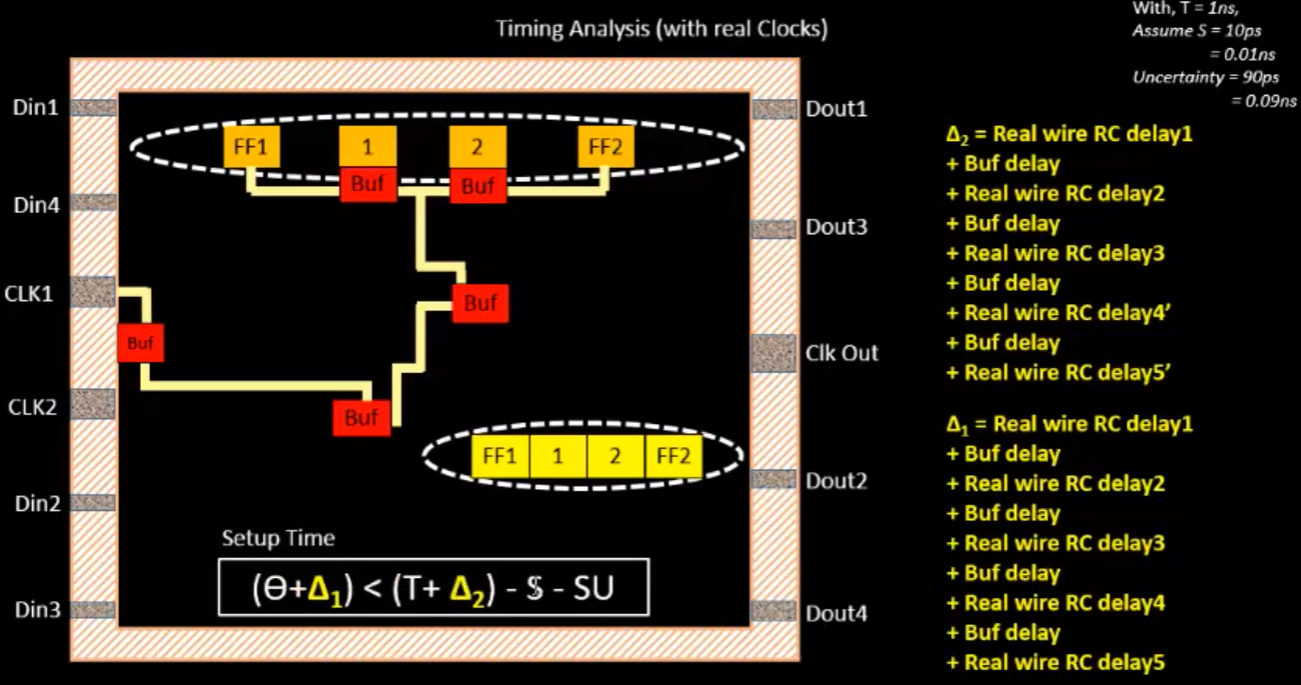 Timing Analysis (with real Clocks)
With, T = 1ns,
Assume S = 10ps
= 0.01ns
Uncertainty = 90ps
= 0.09ns
Din1
Din4
CLK1
CLK2
Din2
Din3
FF1
1
2
FF2
Buf
Buf
Buf
Buf
Buf
FF1
1
2
FF2
Setup Time
(Θ+Δ₁) < (T+ Δ₂) - S - SU
Dout1
Dout3
Clk Out
Dout2
Dout4
Δ₂ = Real wire RC delay1
+ Buf delay
+ Real wire RC delay2
+ Buf delay
+ Real wire RC delay3
+ Buf delay
+ Real wire RC delay4’
+ Buf delay
+ Real wire RC delay5’
Δ₁ = Real wire RC delay1
+ Buf delay
+ Real wire RC delay2
+ Buf delay
+ Real wire RC delay3
+ Buf delay
+ Real wire RC delay4
+ Buf delay
+ Real wire RC delay5